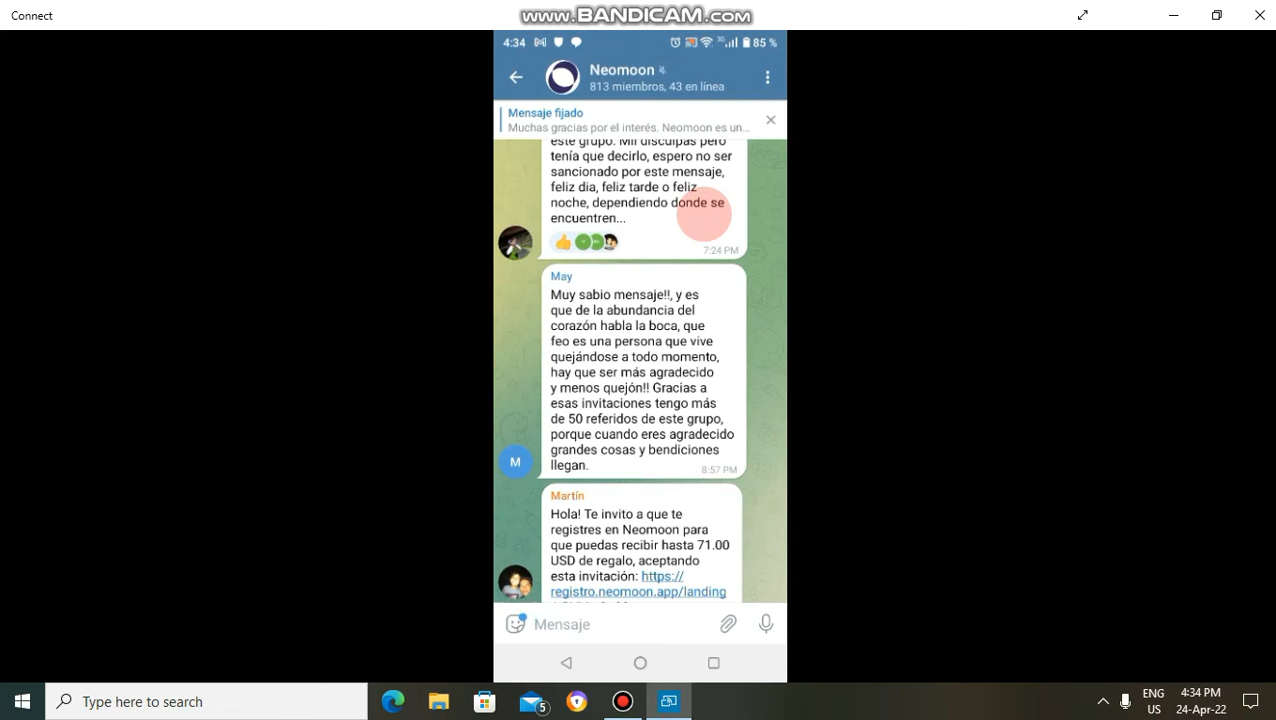 Connect
www.BANDICAM.com
4:34
3G
85 %
Neomoon
813 miembros, 43 en línea
Mensaje fijado
Muchas gracias por el interés. Neomoon es un...
este grupo. Mil disculpas pero
tenía que decirlo, espero no ser
sancionado por este mensaje,
feliz dia, feliz tarde o feliz
noche, dependiendo donde se
encuentren...
7:24 PM
May
Muy sabio mensaje!!, y es
que de la abundancia del
corazón habla la boca, que
feo es una persona que vive
quejándose a todo momento,
hay que ser más agradecido
y menos quejón!! Gracias a
esas invitaciones tengo más
de 50 referidos de este grupo,
porque cuando eres agradecido
grandes cosas y bendiciones
llegan.
M
8:57 PM
Martín
Hola! Te invito a que te
registres en Neomoon para
que puedas recibir hasta 71.00
USD de regalo, aceptando
esta invitación: https://
registro.neomoon.app/landing
Mensaje
Type here to search
5
ENG
US
4:34 PM
24-Apr-22